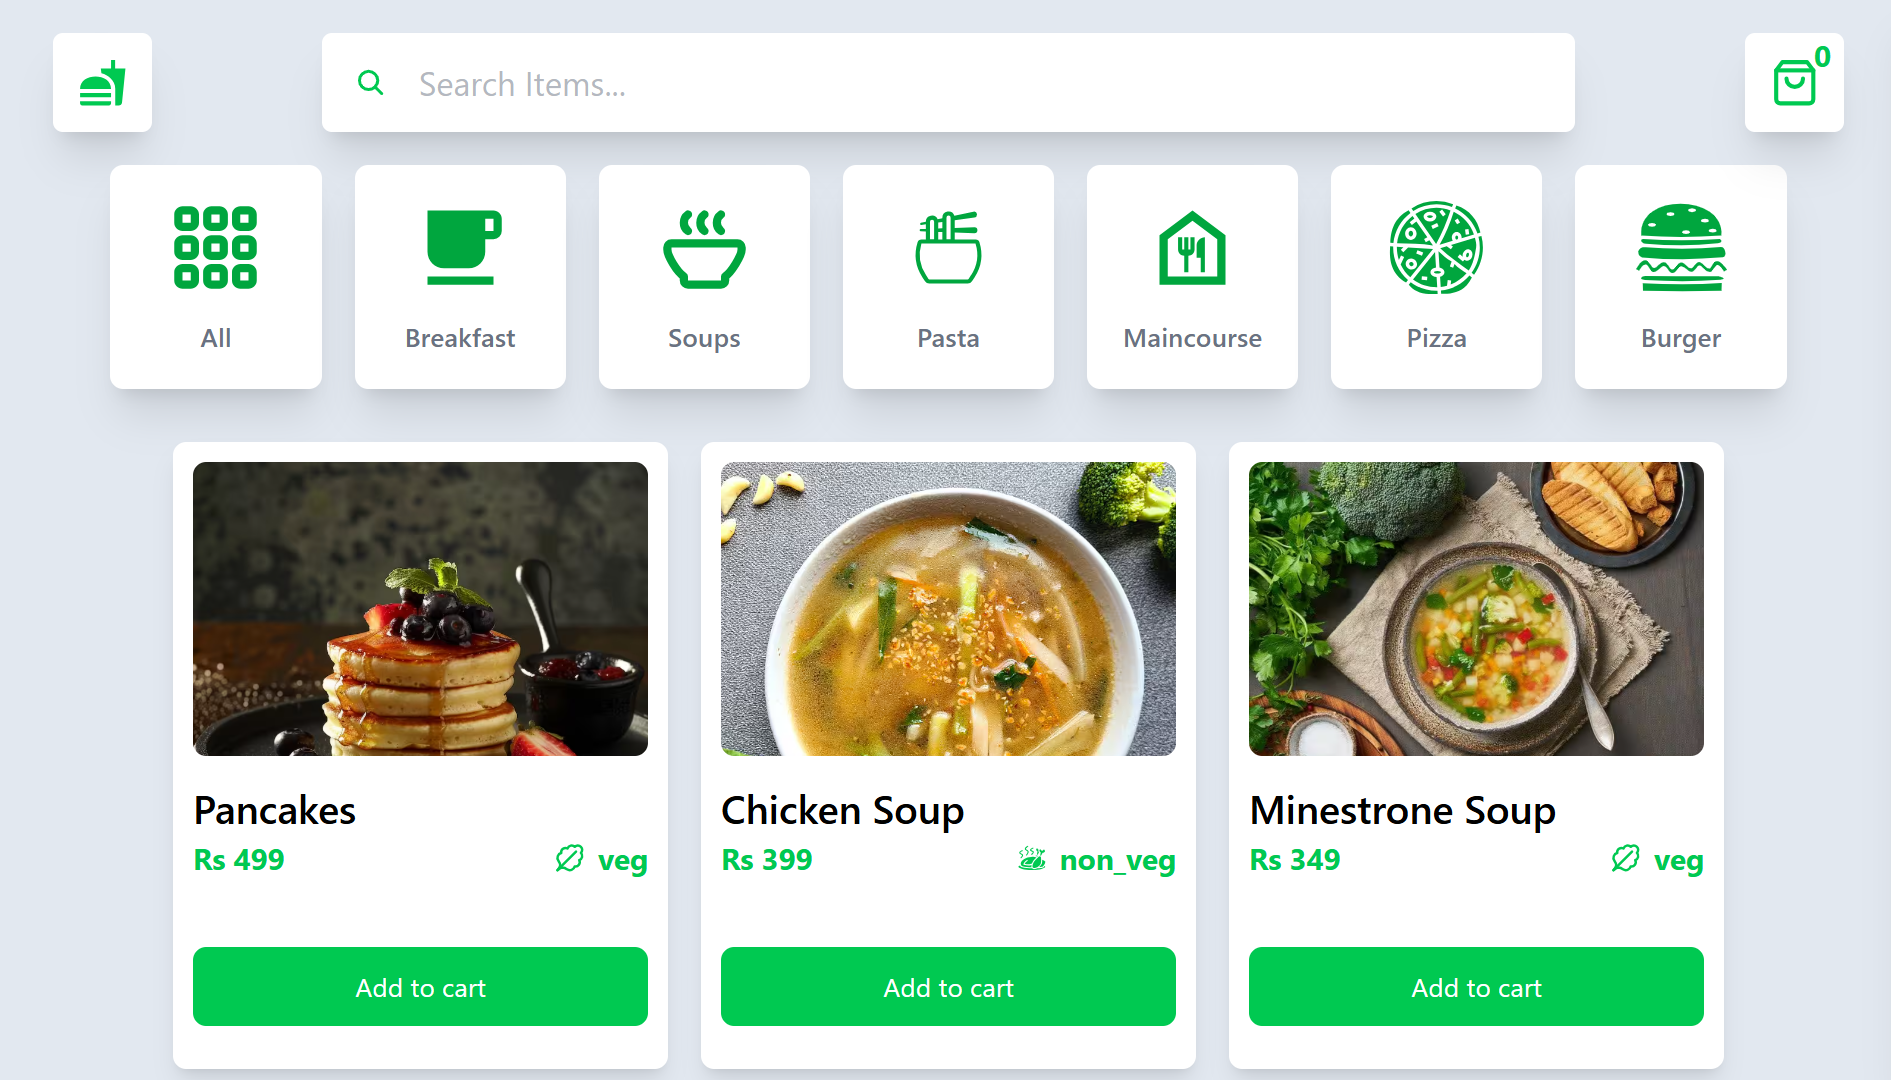 Search Items...
0
All
Breakfast
Soups
Pasta
Maincourse
Pizza
Burger
Pancakes
Rs 499 veg
Add to cart
Chicken Soup
Rs 399 non_veg
Add to cart
Minestrone Soup
Rs 349 veg
Add to cart